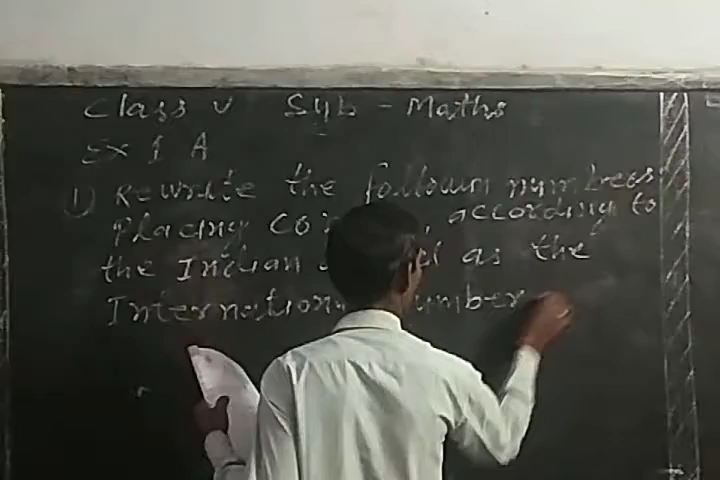 Class V Sub - Maths
Ex 1 A
1) Rewrite the followin numbers
placing co , according to
the Indian as the
Internationa umber